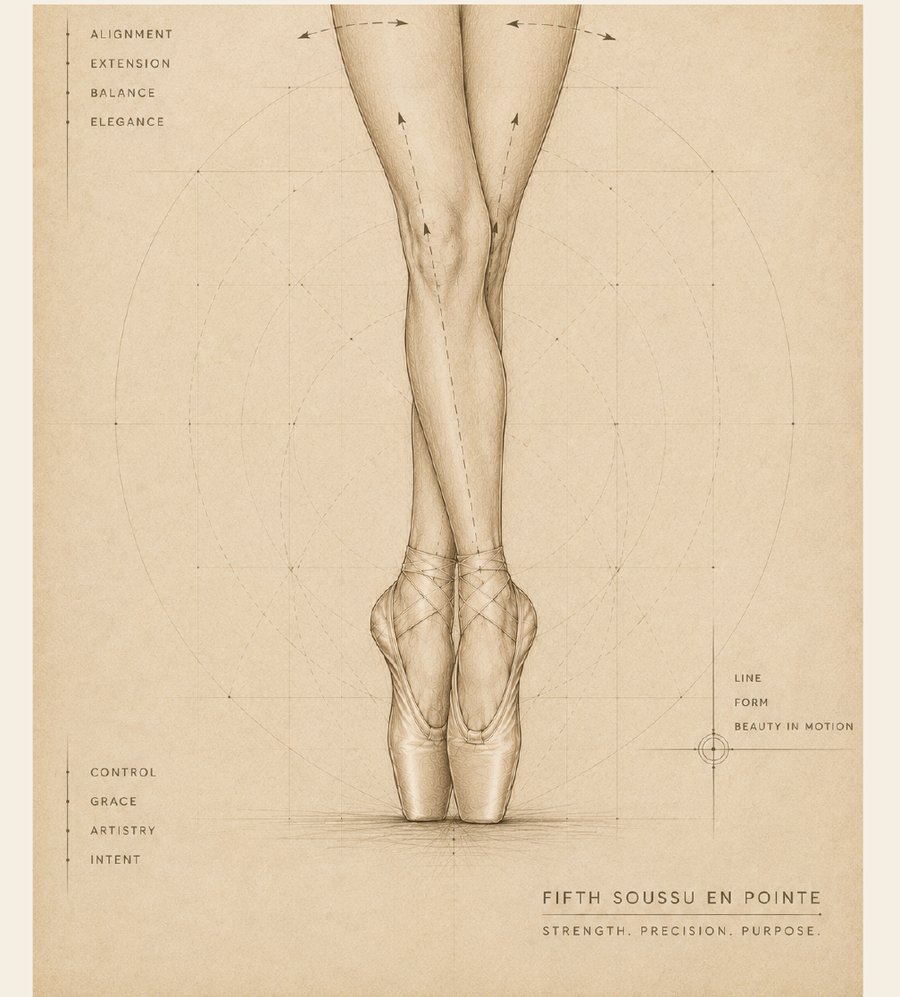 ALIGNMENT
EXTENSION
BALANCE
ELEGANCE
LINE
FORM
BEAUTY IN MOTION
CONTROL
GRACE
ARTISTRY
INTENT
FIFTH SOUSSU EN POINTE
STRENGTH. PRECISION. PURPOSE.